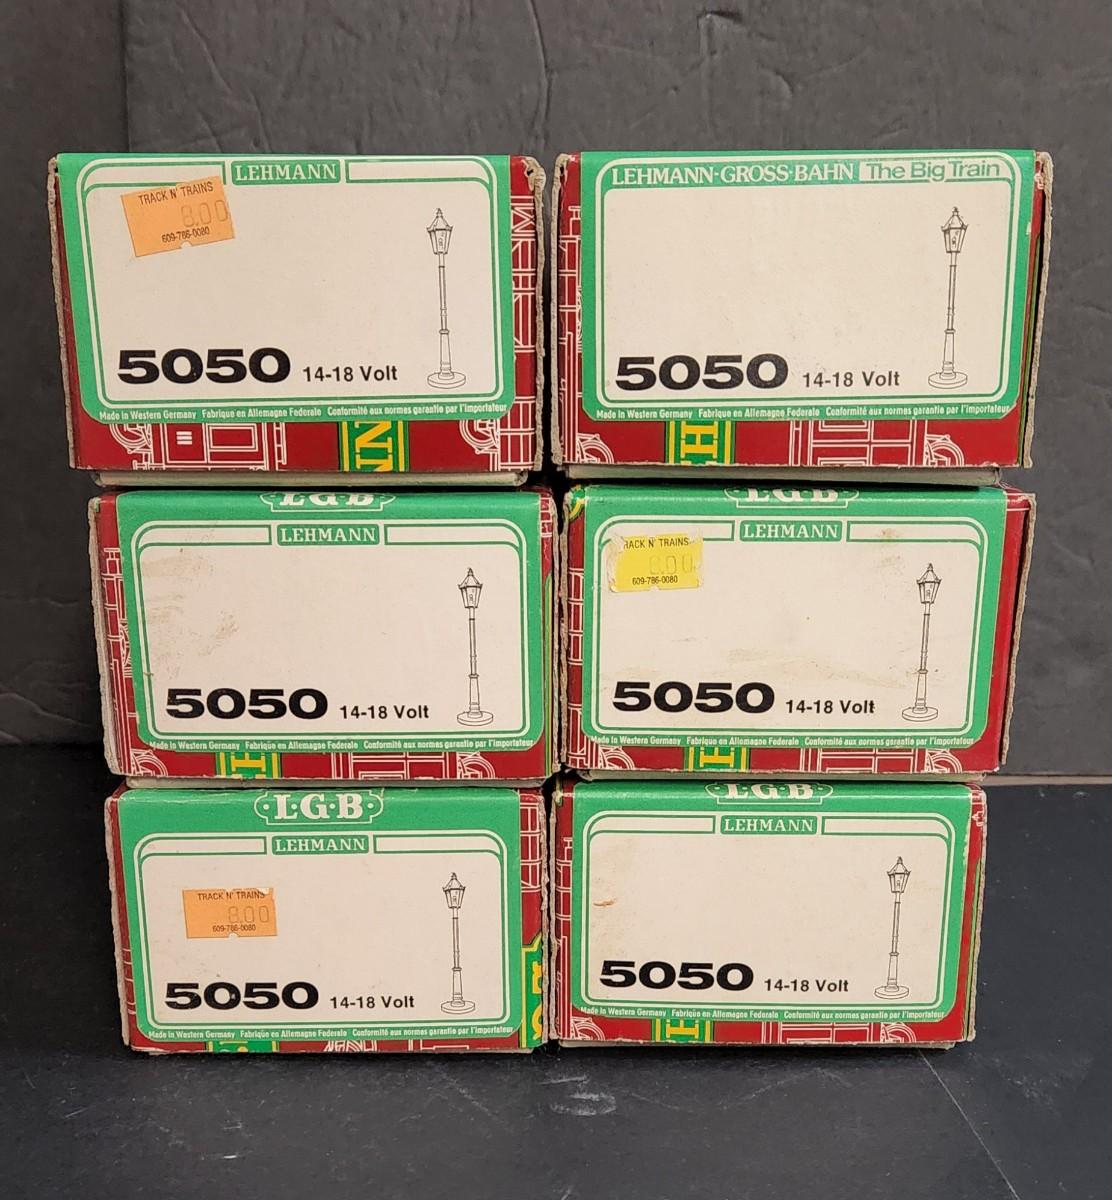 LEHMANN
TRACK N' TRAINS
8.00
609-786-0080
5050 14-18 Volt
Made in Western Germany Fabrique en Allemagne Federale Conformité aux normes garantie par l'importateur
NN
LEHMANN·GROSS·BAHN The Big Train
5050 14-18 Volt
Made in Western Germany Fabrique en Allemagne Federale Conformité aux normes garantie par l'importateur
H
L·G·B
LEHMANN
5050 14-18 Volt
Made in Western Germany Fabrique en Allemagne Federale Conformité aux normes garantie par l'importateur
L·G·B
LEHMANN
RACK N' TRAINS
8.00
609-786-0080
5050 14-18 Volt
Made in Western Germany Fabrique en Allemagne Federale Conformité aux normes garantie par l'importateur
L·G·B
LEHMANN
TRACK N' TRAINS
8.00
609-786-0080
5050 14-18 Volt
Made in Western Germany Fabrique en Allemagne Federale Conformité aux normes garantie par l'importateur
L·G·B
LEHMANN
5050 14-18 Volt
Made in Western Germany Fabrique en Allemagne Federale Conformité aux normes garantie par l'importateur